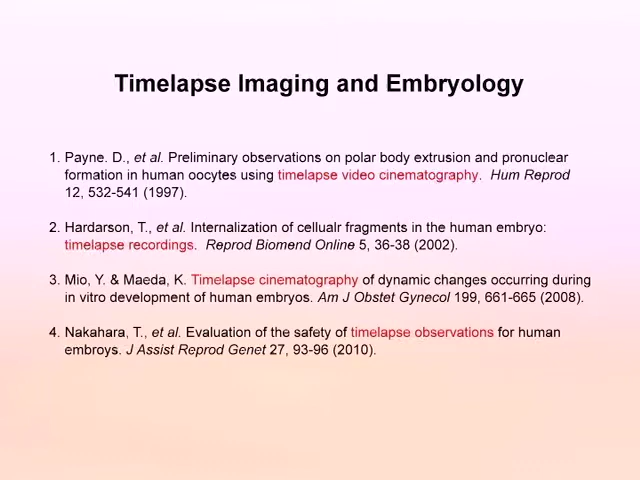 Timelapse Imaging and Embryology
1. Payne. D., et al. Preliminary observations on polar body extrusion and pronuclear
formation in human oocytes using timelapse video cinematography. Hum Reprod
12, 532-541 (1997).
2. Hardarson, T., et al. Internalization of cellualr fragments in the human embryo:
timelapse recordings. Reprod Biomend Online 5, 36-38 (2002).
3. Mio, Y. & Maeda, K. Timelapse cinematography of dynamic changes occurring during
in vitro development of human embryos. Am J Obstet Gynecol 199, 661-665 (2008).
4. Nakahara, T., et al. Evaluation of the safety of timelapse observations for human
embroys. J Assist Reprod Genet 27, 93-96 (2010).